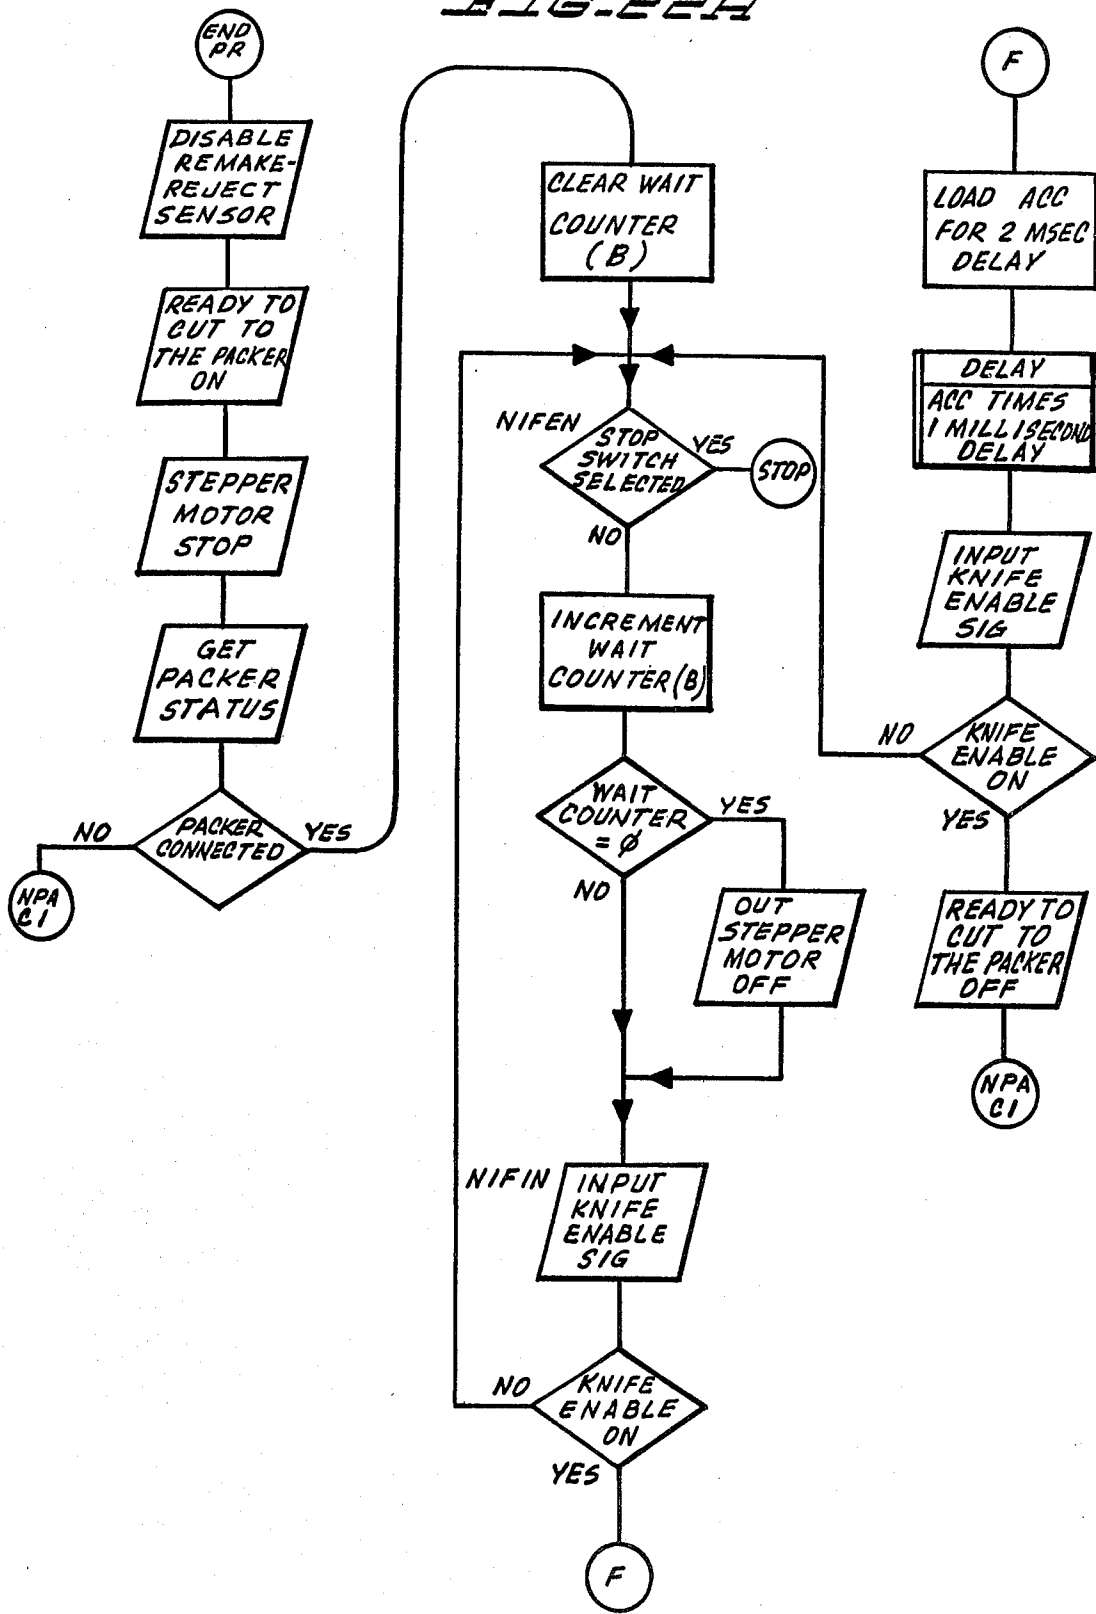 FIG. 22H
END
PR
DISABLE
REMAKE-
REJECT
SENSOR
READY TO
CUT TO
THE PACKER
ON
STEPPER
MOTOR
STOP
GET
PACKER
STATUS
PACKER
CONNECTED
NO
YES
NPA
C1
CLEAR WAIT
COUNTER
(B)
NIFEN
STOP
SWITCH
SELECTED
YES
STOP
NO
INCREMENT
WAIT
COUNTER (B)
WAIT
COUNTER
= Ø
YES
NO
OUT
STEPPER
MOTOR
OFF
NIFIN
INPUT
KNIFE
ENABLE
SIG
NO
KNIFE
ENABLE
ON
YES
F
F
LOAD ACC
FOR 2 MSEC
DELAY
DELAY
ACC TIMES
1 MILLISECOND
DELAY
INPUT
KNIFE
ENABLE
SIG
NO
KNIFE
ENABLE
ON
YES
READY TO
CUT TO
THE PACKER
OFF
NPA
C1